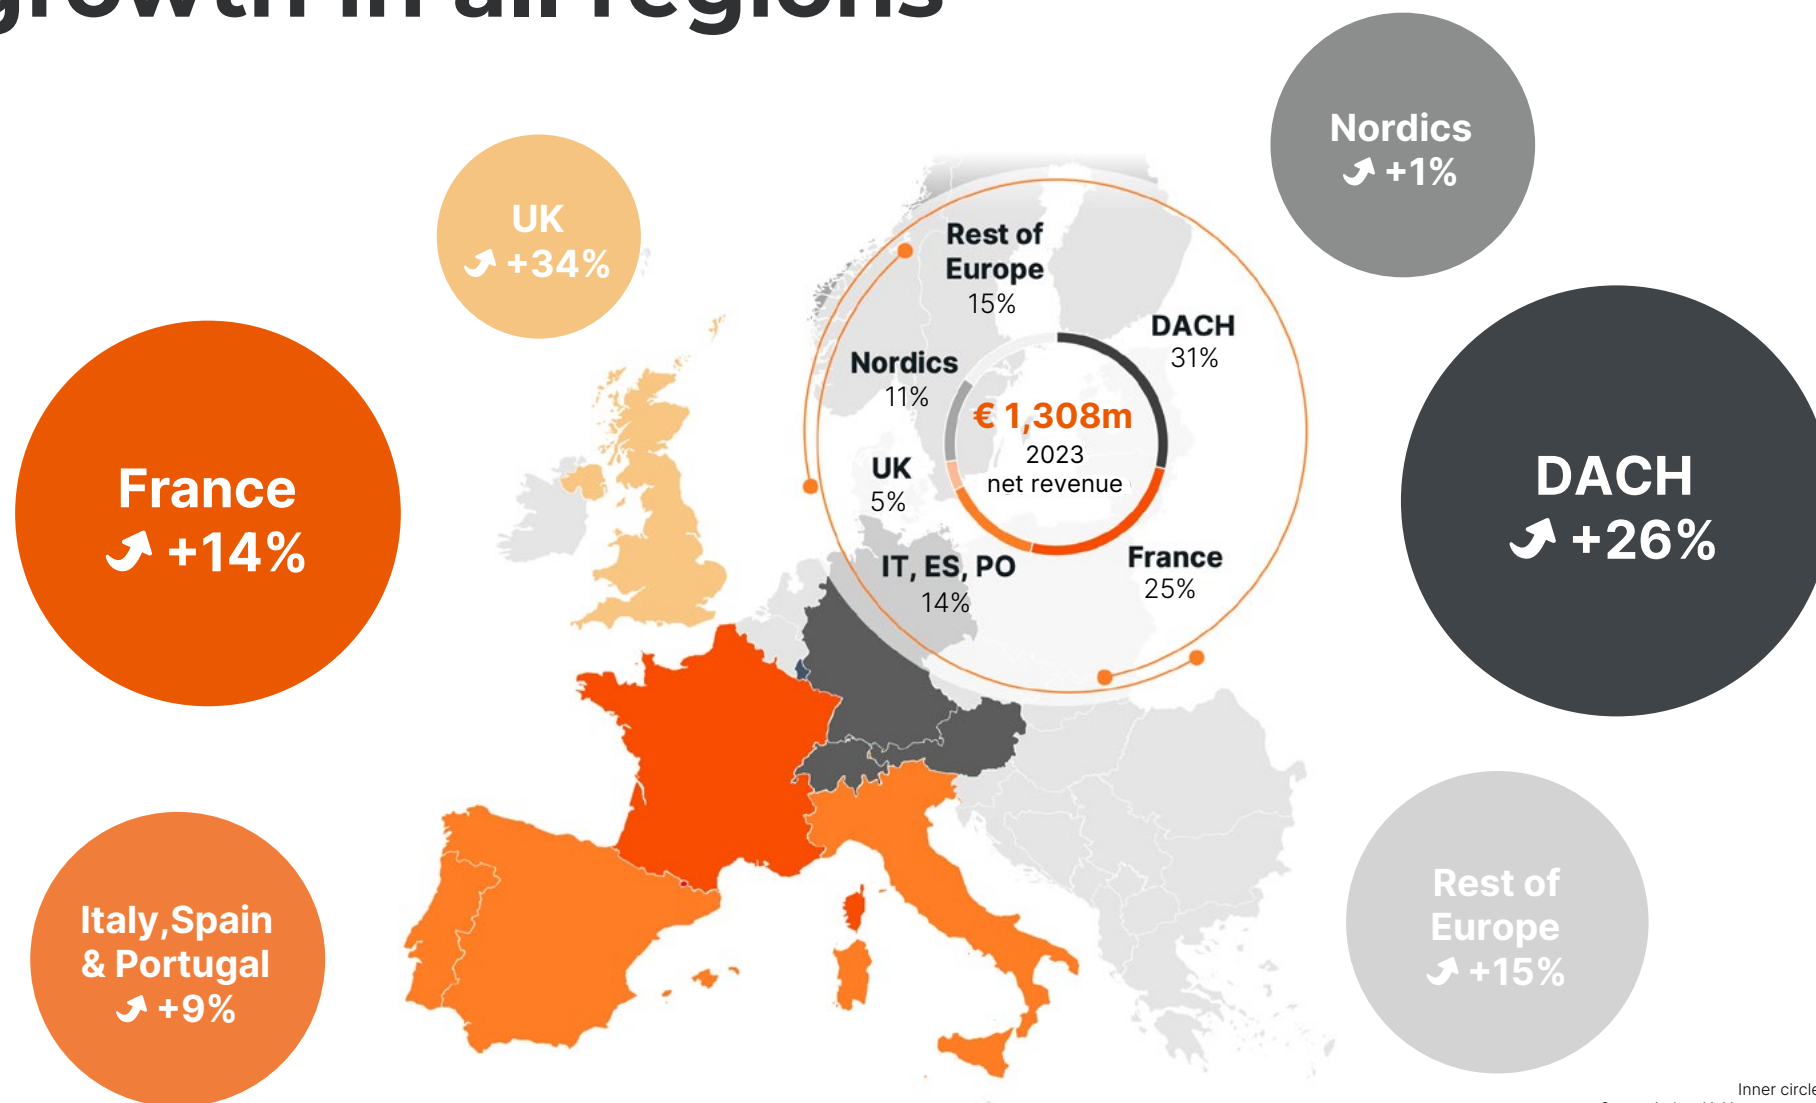 growth in all regions
Nordics
+1%
UK
+34%
Rest of
Europe
15%
DACH
31%
Nordics
11%
€ 1,308m
2023
net revenue
UK
5%
IT, ES, PO
14%
France
25%
France
+14%
DACH
+26%
Italy,Spain
& Portugal
+9%
Rest of
Europe
+15%
Inner circle